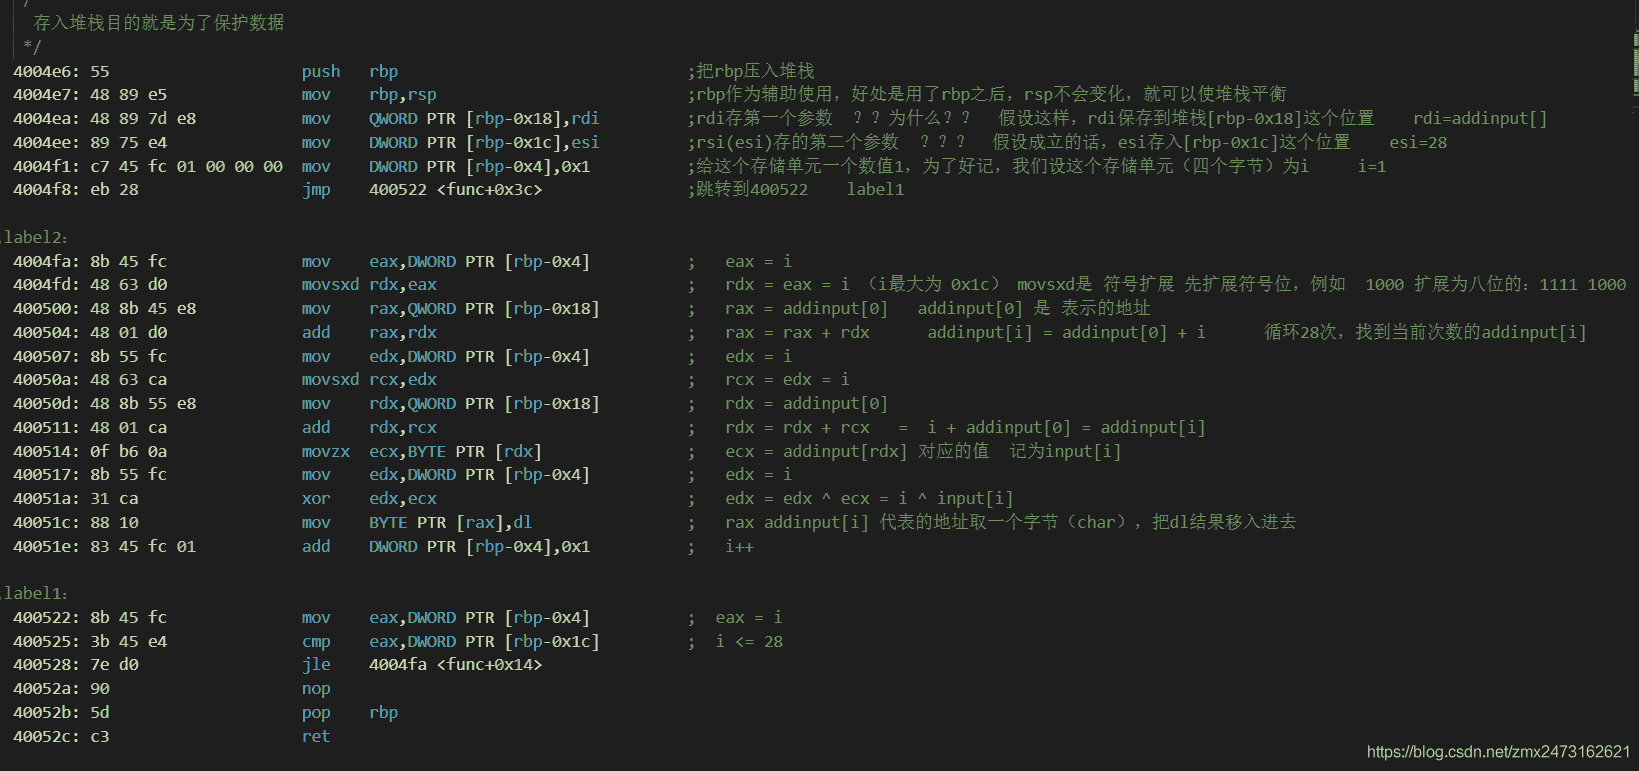 /
存入堆栈目的就是为了保护数据
*/
4004e6: 55 push rbp ;把rbp压入堆栈
4004e7: 48 89 e5 mov rbp,rsp ;rbp作为辅助使用，好处是用了rbp之后，rsp不会变化，就可以使堆栈平衡
4004ea: 48 89 7d e8 mov QWORD PTR [rbp-0x18],rdi ;rdi存第一个参数 ？？为什么？？ 假设这样，rdi保存到堆栈[rbp-0x18]这个位置 rdi=addinput[]
4004ee: 89 75 e4 mov DWORD PTR [rbp-0x1c],esi ;rsi(esi)存的第二个参数 ？？？ 假设成立的话，esi存入[rbp-0x1c]这个位置 esi=28
4004f1: c7 45 fc 01 00 00 00 mov DWORD PTR [rbp-0x4],0x1 ;给这个存储单元一个数值1，为了好记，我们设这个存储单元（四个字节）为i i=1
4004f8: eb 28 jmp 400522 <func+0x3c> ;跳转到400522 label1
;label2:
4004fa: 8b 45 fc mov eax,DWORD PTR [rbp-0x4] ; eax = i
4004fd: 48 63 d0 movsxd rdx,eax ; rdx = eax = i （i最大为 0x1c） movsxd是 符号扩展 先扩展符号位，例如 1000 扩展为八位的：1111 1000
400500: 48 8b 45 e8 mov rax,QWORD PTR [rbp-0x18] ; rax = addinput[0] addinput[0] 是 表示的地址
400504: 48 01 d0 add rax,rdx ; rax = rax + rdx addinput[i] = addinput[0] + i 循环28次，找到当前次数的addinput[i]
400507: 8b 55 fc mov edx,DWORD PTR [rbp-0x4] ; edx = i
40050a: 48 63 ca movsxd rcx,edx ; rcx = edx = i
40050d: 48 8b 55 e8 mov rdx,QWORD PTR [rbp-0x18] ; rdx = addinput[0]
400511: 48 01 ca add rdx,rcx ; rdx = rdx + rcx = i + addinput[0] = addinput[i]
400514: 0f b6 0a movzx ecx,BYTE PTR [rdx] ; ecx = addinput[rdx] 对应的值 记为input[i]
400517: 8b 55 fc mov edx,DWORD PTR [rbp-0x4] ; edx = i
40051a: 31 ca xor edx,ecx ; edx = edx ^ ecx = i ^ input[i]
40051c: 88 10 mov BYTE PTR [rax],dl ; rax addinput[i] 代表的地址取一个字节（char），把dl结果移入进去
40051e: 83 45 fc 01 add DWORD PTR [rbp-0x4],0x1 ; i++
;label1:
400522: 8b 45 fc mov eax,DWORD PTR [rbp-0x4] ; eax = i
400525: 3b 45 e4 cmp eax,DWORD PTR [rbp-0x1c] ; i <= 28
400528: 7e d0 jle 4004fa <func+0x14>
40052a: 90 nop
40052b: 5d pop rbp
40052c: c3 ret
https://blog.csdn.net/zmx2473162621